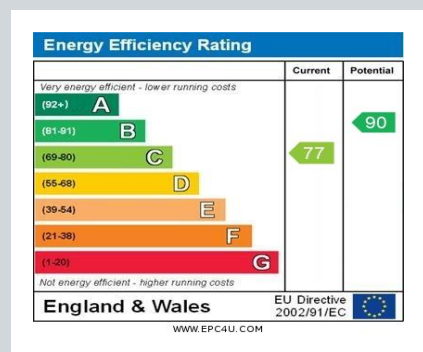 Energy Efficiency Rating
Current Potential
Very energy efficient - lower running costs
(92+) A
(81-91) B 90
(69-80) C 77
(55-68) D
(39-54) E
(21-38) F
(1-20) G
Not energy efficient - higher running costs
England & Wales
EU Directive
2002/91/EC
WWW.EPC4U.COM